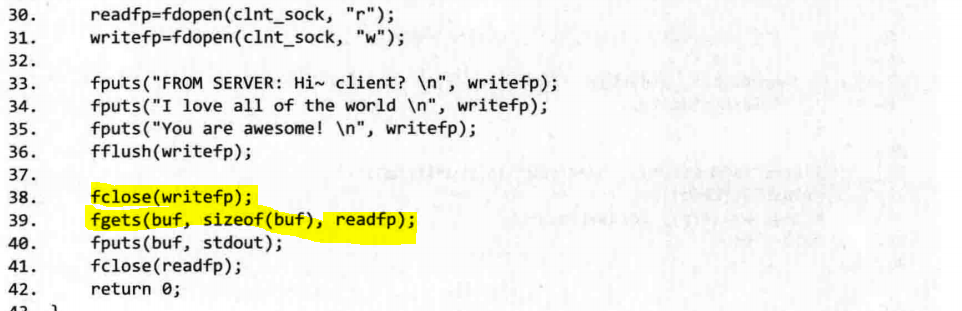 30. readfp=fdopen(clnt_sock, "r");
31. writefp=fdopen(clnt_sock, "w");
32.
33. fputs("FROM SERVER: Hi~ client? \n", writefp);
34. fputs("I love all of the world \n", writefp);
35. fputs("You are awesome! \n", writefp);
36. fflush(writefp);
37.
38. fclose(writefp);
39. fgets(buf, sizeof(buf), readfp);
40. fputs(buf, stdout);
41. fclose(readfp);
42. return 0;